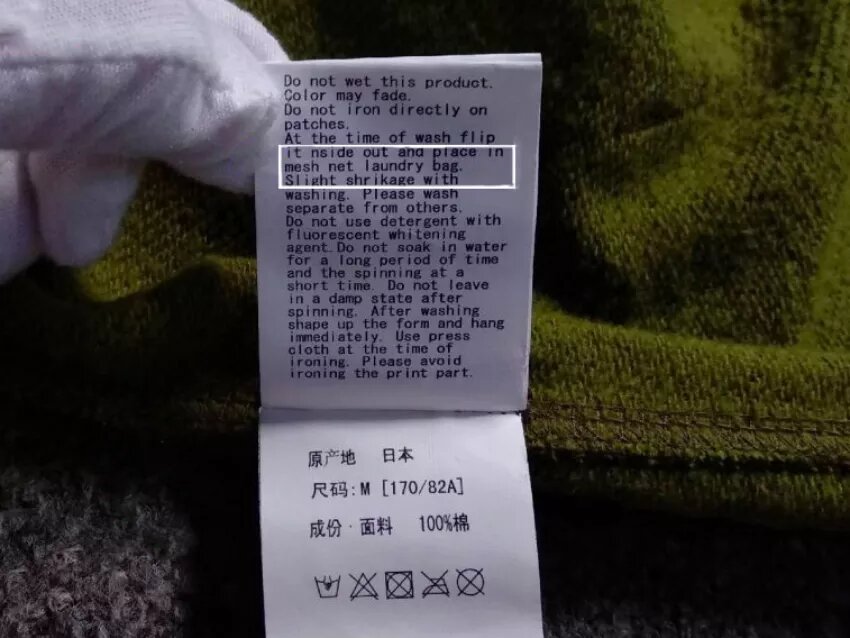 Do not wet this product.
Color may fade.
Do not iron directly on
patches.
At the time of wash flip
it nside out and place in
mesh net laundry bag.
Slight shrikage with
washing. Please wash
separate from others.
Do not use detergent with
fluorescent whitening
agent.Do not soak in water
for a long period of time
and the spinning at a
short time. Do not leave
in a damp state after
spinning. After washing
shape up the form and hang
immediately. Use press
cloth at the time of
ironing. Please avoid
ironing the print part.
原产地 日本
尺码:M [170/82A]
成份·面料 100%棉